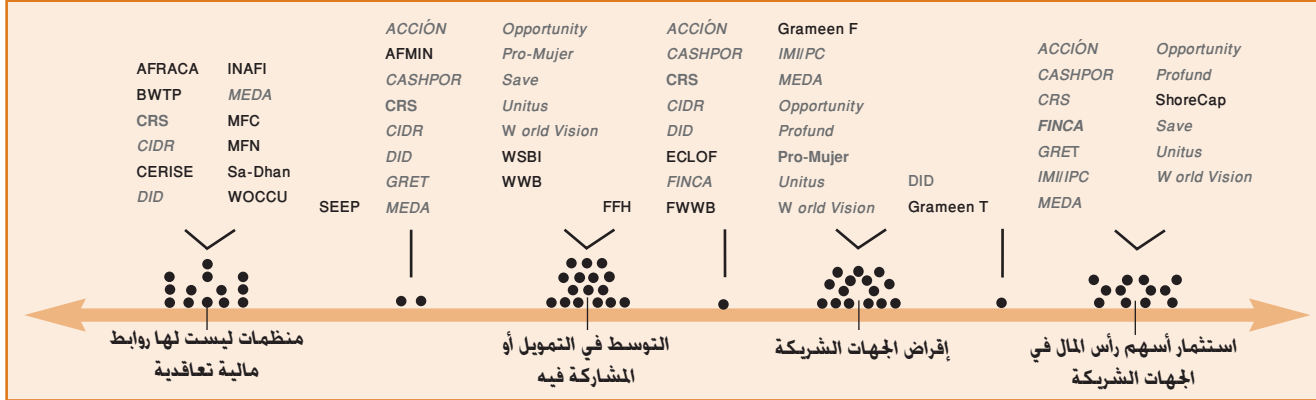 AFRACA
BWTP
CRS
CIDR
CERISE
DID
INAFI
MEDA
MFC
MFN
Sa-Dhan
WOCCU
SEEP
ACCIÓN
AFMIN
CASHPOR
CRS
CIDR
DID
GRET
MEDA
Opportunity
Pro-Mujer
Save
Unitus
W orld Vision
WSBI
WWB
FFH
ACCIÓN
CASHPOR
CRS
CIDR
DID
ECLOF
FINCA
FWWB
Grameen F
IMI/IPC
MEDA
Opportunity
Profund
Pro-Mujer
Unitus
W orld Vision
DID
Grameen T
ACCIÓN
CASHPOR
CRS
FINCA
GRET
IMI/IPC
MEDA
Opportunity
Profund
ShoreCap
Save
Unitus
W orld Vision
منظمات ليست لها روابط
مالية تعاقدية
التوسط في التمويل أو
المشاركة فيه
إقراض الجهات الشريكة
استثمار أسهم رأس المال في
الجهات الشريكة